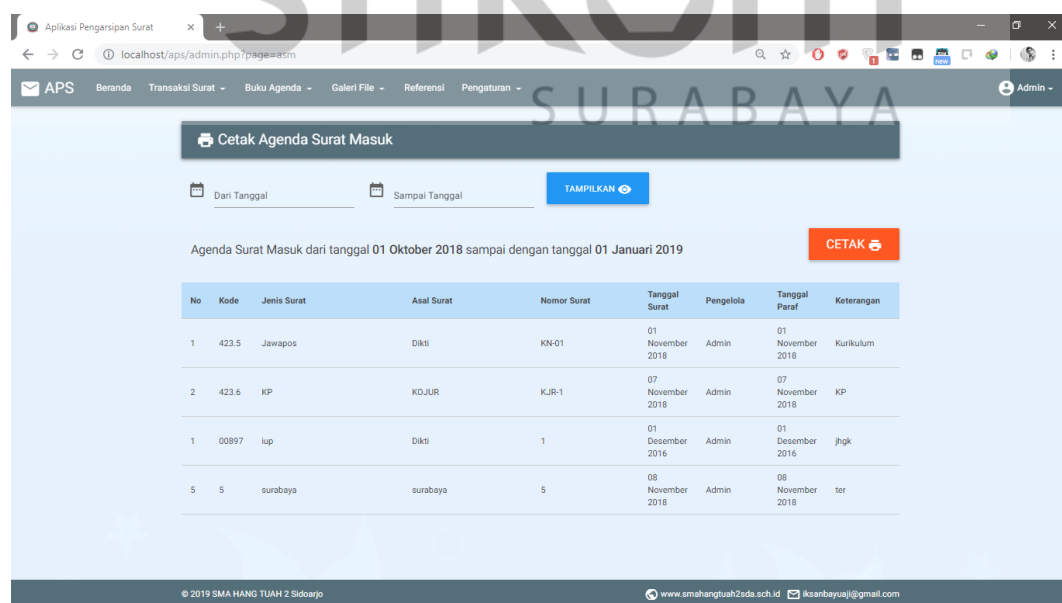 Aplikasi Pengarsipan Surat
localhost/aps/admin.php?page=asm
1
new
SURABAYA
APS
Beranda Transaksi Surat Buku Agenda Galeri File Referensi Pengaturan Admin
Cetak Agenda Surat Masuk
Dari Tanggal Sampai Tanggal TAMPILKAN
Agenda Surat Masuk dari tanggal 01 Oktober 2018 sampai dengan tanggal 01 Januari 2019 CETAK
No Kode Jenis Surat Asal Surat Nomor Surat Tanggal Surat Pengelola Tanggal Paraf Keterangan
1 423.5 Jawapos Dikti KN-01 01 November 2018 Admin 01 November 2018 Kurikulum
2 423.6 KP KOJUR KJR-1 07 November 2018 Admin 07 November 2018 KP
1 00897 iup Dikti 1 01 Desember 2016 Admin 01 Desember 2016 jhgk
5 5 surabaya surabaya 5 08 November 2018 Admin 08 November 2018 ter
© 2019 SMA HANG TUAH 2 Sidoarjo www.smahangtuah2sda.sch.id iksanbayuaji@gmail.com